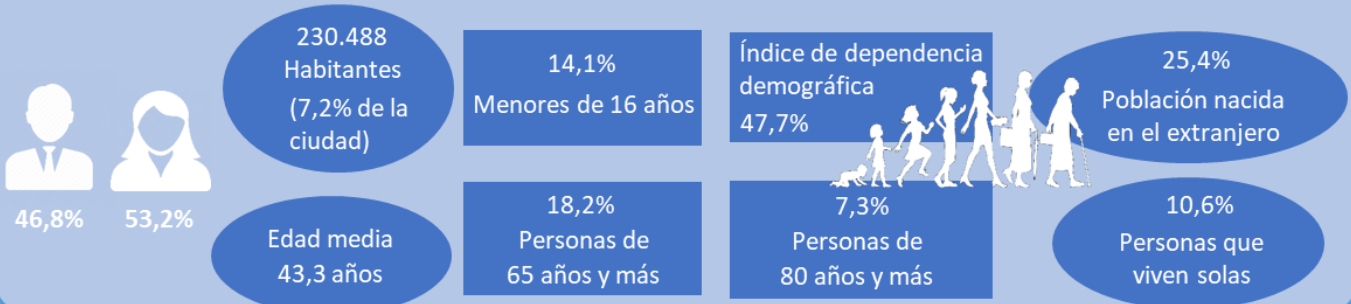 46,8%
53,2%
230.488
Habitantes
(7,2% de la
ciudad)
Edad media
43,3 años
14,1%
Menores de 16 años
18,2%
Personas de
65 años y más
Índice de dependencia
demográfica
47,7%
7,3%
Personas de
80 años y más
25,4%
Población nacida
en el extranjero
10,6%
Personas que
viven solas